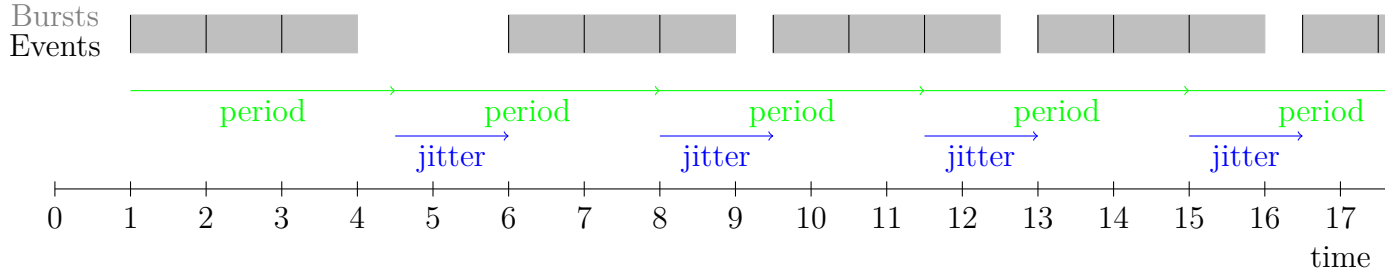 Bursts
Events
period period period period period
jitter jitter jitter jitter
0 1 2 3 4 5 6 7 8 9 10 11 12 13 14 15 16 17
time